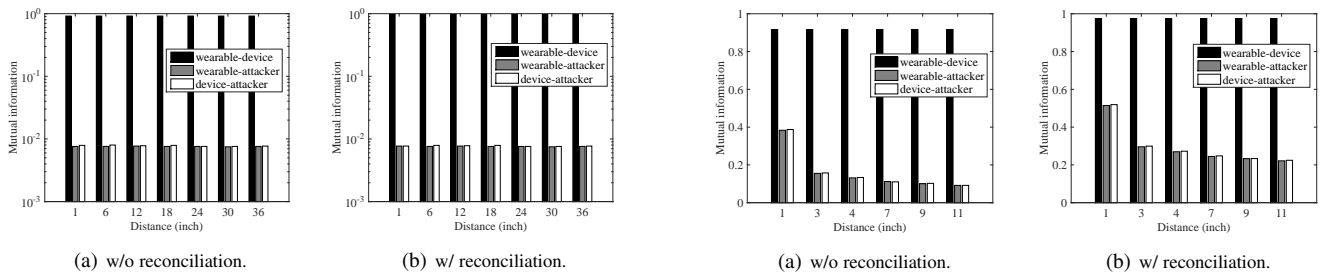 10^0
10^-1
10^-2
10^-3
Mutual information
wearable-device
wearable-attacker
device-attacker
1 6 12 18 24 30 36
Distance (inch)
(a) w/o reconciliation.
10^0
10^-1
10^-2
10^-3
Mutual information
wearable-device
wearable-attacker
device-attacker
1 6 12 18 24 30 36
Distance (inch)
(b) w/ reconciliation.
1
0.8
0.6
0.4
0.2
0
Mutual information
wearable-device
wearable-attacker
device-attacker
1 3 4 7 9 11
Distance (inch)
(a) w/o reconciliation.
1
0.8
0.6
0.4
0.2
0
Mutual information
wearable-device
wearable-attacker
device-attacker
1 3 4 7 9 11
Distance (inch)
(b) w/ reconciliation.